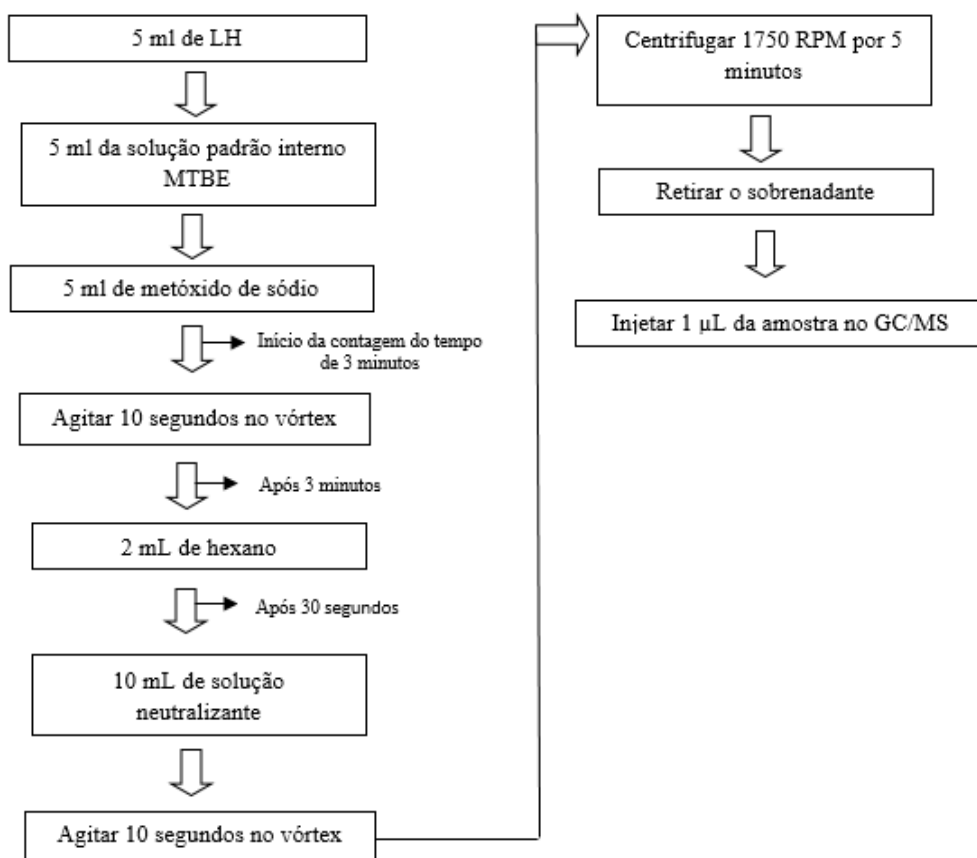 5 ml de LH
5 ml da solução padrão interno
MTBE
5 ml de metóxido de sódio
Início da contagem do tempo
de 3 minutos
Agitar 10 segundos no vórtex
Após 3 minutos
2 mL de hexano
Após 30 segundos
10 mL de solução
neutralizante
Agitar 10 segundos no vórtex
Centrifugar 1750 RPM por 5
minutos
Retirar o sobrenadante
Injetar 1 µL da amostra no GC/MS